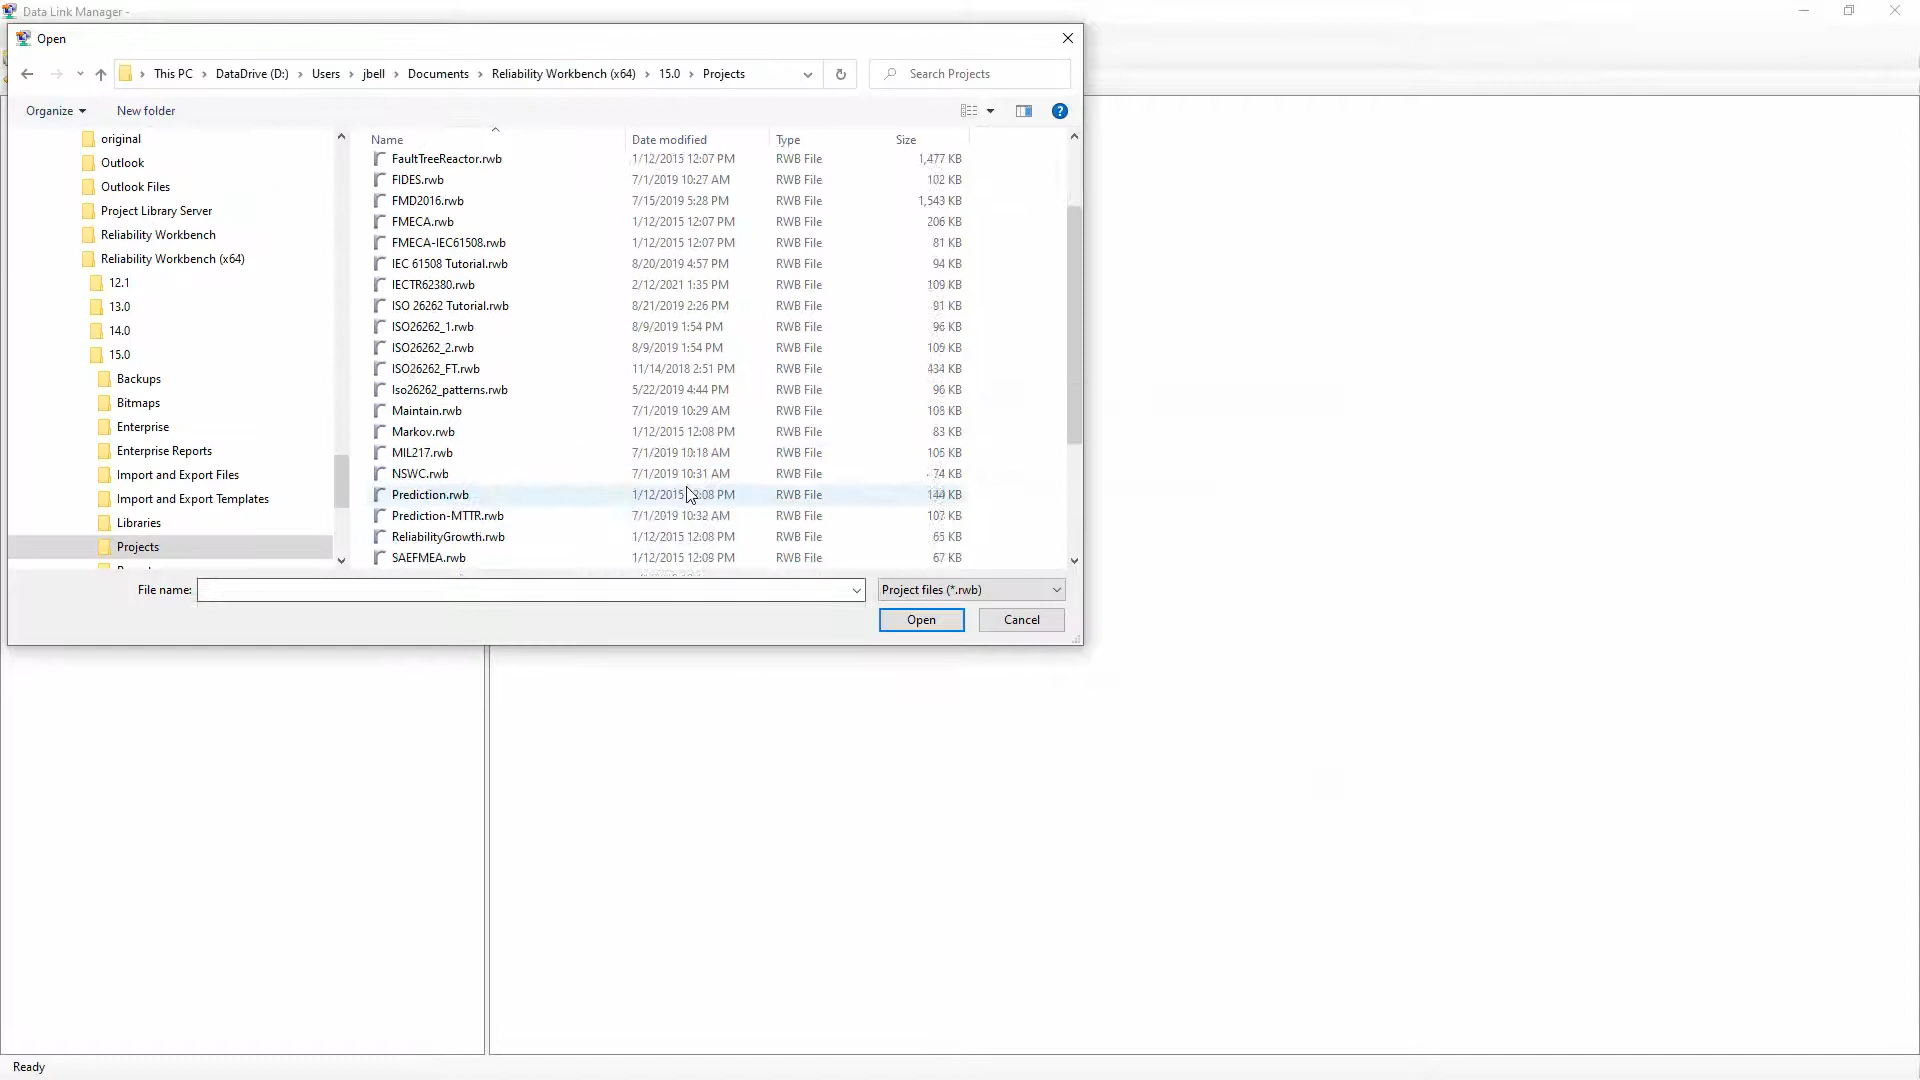 Data Link Manager -
Open
This PC > DataDrive (D:) > Users > jbell > Documents > Reliability Workbench (x64) > 15.0 > Projects
Search Projects
Organize
New folder
original
Outlook
Outlook Files
Project Library Server
Reliability Workbench
Reliability Workbench (x64)
12.1
13.0
14.0
15.0
Backups
Bitmaps
Enterprise
Enterprise Reports
Import and Export Files
Import and Export Templates
Libraries
Projects
Name Date modified Type Size
FaultTreeReactor.rwb 1/12/2015 12:07 PM RWB File 1,477 KB
FIDES.rwb 7/1/2019 10:27 AM RWB File 102 KB
FMD2016.rwb 7/15/2019 5:28 PM RWB File 1,543 KB
FMECA.rwb 1/12/2015 12:07 PM RWB File 206 KB
FMECA-IEC61508.rwb 1/12/2015 12:07 PM RWB File 81 KB
IEC 61508 Tutorial.rwb 8/20/2019 4:57 PM RWB File 94 KB
IECTR62380.rwb 2/12/2021 1:35 PM RWB File 109 KB
ISO 26262 Tutorial.rwb 8/21/2019 2:26 PM RWB File 91 KB
ISO26262_1.rwb 8/9/2019 1:54 PM RWB File 96 KB
ISO26262_2.rwb 8/9/2019 1:54 PM RWB File KB
ISO26262_FT.rwb 11/14/2018 2:51 PM RWB File 434 KB
Iso26262_patterns.rwb 5/22/2019 4:44 PM RWB File 96 KB
Maintain.rwb 7/1/2019 10:29 AM RWB File KB
Markov.rwb 1/12/2015 12:08 PM RWB File 83 KB
MIL217.rwb 7/1/2019 10:18 AM RWB File KB
NSWC.rwb 7/1/2019 10:31 AM RWB File 74 KB
Prediction.rwb 1/12/2015 :08 PM RWB File 144 KB
Prediction-MTTR.rwb 7/1/2019 10:32 AM RWB File 107 KB
ReliabilityGrowth.rwb 1/12/2015 12:08 PM RWB File 65 KB
SAEFMEA.rwb 1/12/2015 12:09 PM RWB File 67 KB
File name:
Project files (*.rwb)
Open
Cancel
Ready